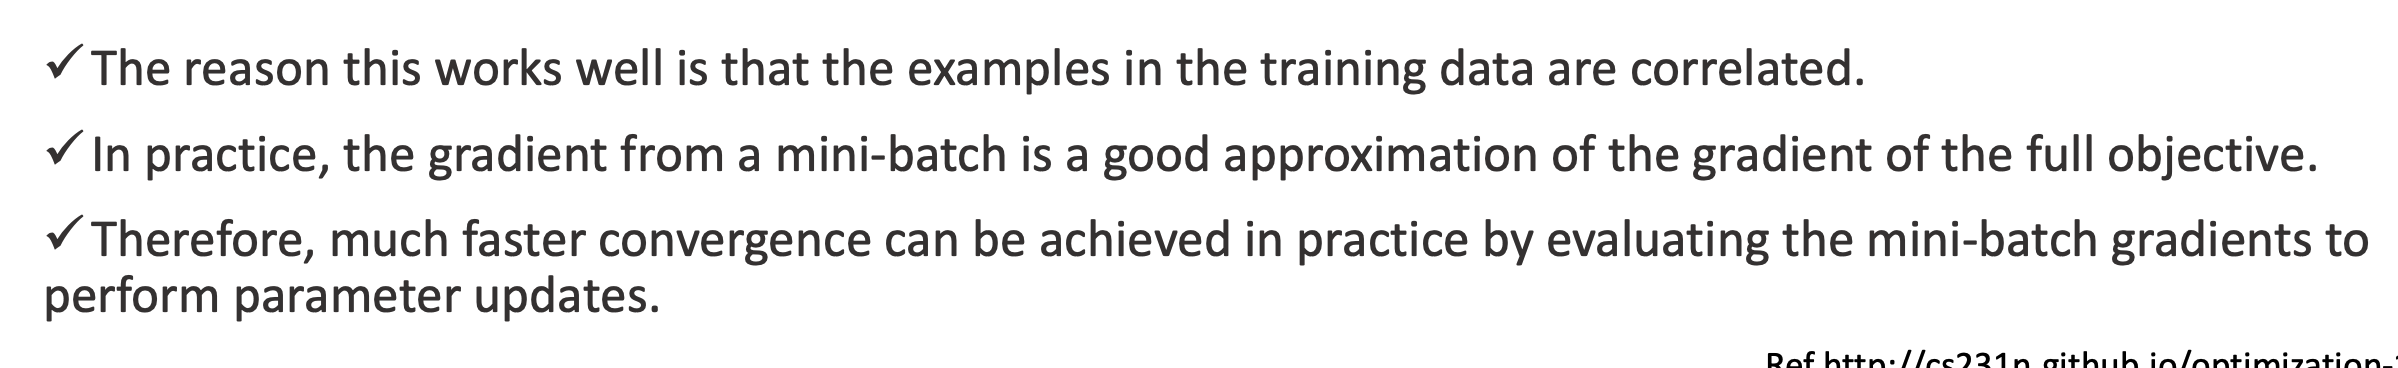 ✓The reason this works well is that the examples in the training data are correlated.
✓In practice, the gradient from a mini-batch is a good approximation of the gradient of the full objective.
✓Therefore, much faster convergence can be achieved in practice by evaluating the mini-batch gradients to
perform parameter updates.
Ref http://cs231n.github.io/optimization-